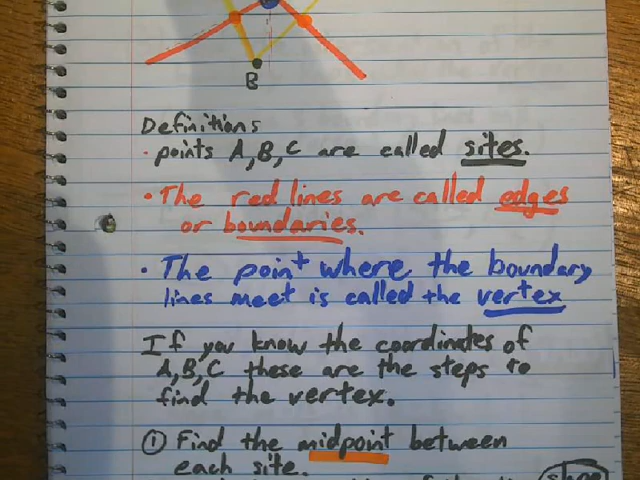 B
Definitions
· points A, B, C are called sites.
· The red lines are called edges
or boundaries.
· The point where the boundary
lines meet is called the vertex
If you know the coordinates of
A, B, C these are the steps to
find the vertex.
① Find the midpoint between
each site.
slope